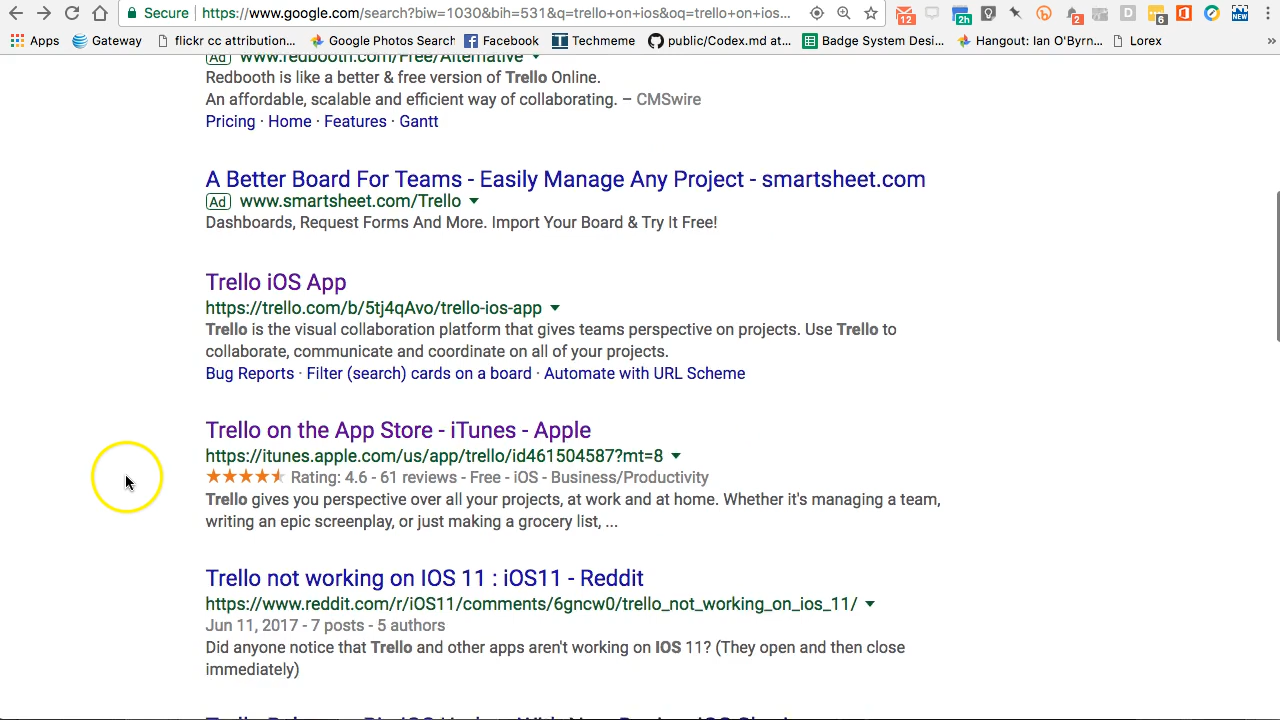 Secure https://www.google.com/search?biw=1030&bih=531&q=trello+on+ios&oq=trello+on+ios...
12 2h 2 D 6 NEW
Apps Gateway flickr cc attribution... Google Photos Search Facebook Techmeme public/Codex.md at... Badge System Desi... Hangout: Ian O'Byrn... Lorex »
Ad www.redbooth.com/Free/Alternative
Redbooth is like a better & free version of Trello Online.
An affordable, scalable and efficient way of collaborating. – CMSwire
Pricing · Home · Features · Gantt
A Better Board For Teams - Easily Manage Any Project - smartsheet.com
Ad www.smartsheet.com/Trello
Dashboards, Request Forms And More. Import Your Board & Try It Free!
Trello iOS App
https://trello.com/b/5tj4qAvo/trello-ios-app
Trello is the visual collaboration platform that gives teams perspective on projects. Use Trello to
collaborate, communicate and coordinate on all of your projects.
Bug Reports · Filter (search) cards on a board · Automate with URL Scheme
Trello on the App Store - iTunes - Apple
https://itunes.apple.com/us/app/trello/id461504587?mt=8
Rating: 4.6 - 61 reviews - Free - iOS - Business/Productivity
Trello gives you perspective over all your projects, at work and at home. Whether it's managing a team,
writing an epic screenplay, or just making a grocery list, ...
Trello not working on IOS 11 : iOS11 - Reddit
https://www.reddit.com/r/iOS11/comments/6gncw0/trello_not_working_on_ios_11/
Jun 11, 2017 - 7 posts - 5 authors
Did anyone notice that Trello and other apps aren't working on IOS 11? (They open and then close
immediately)